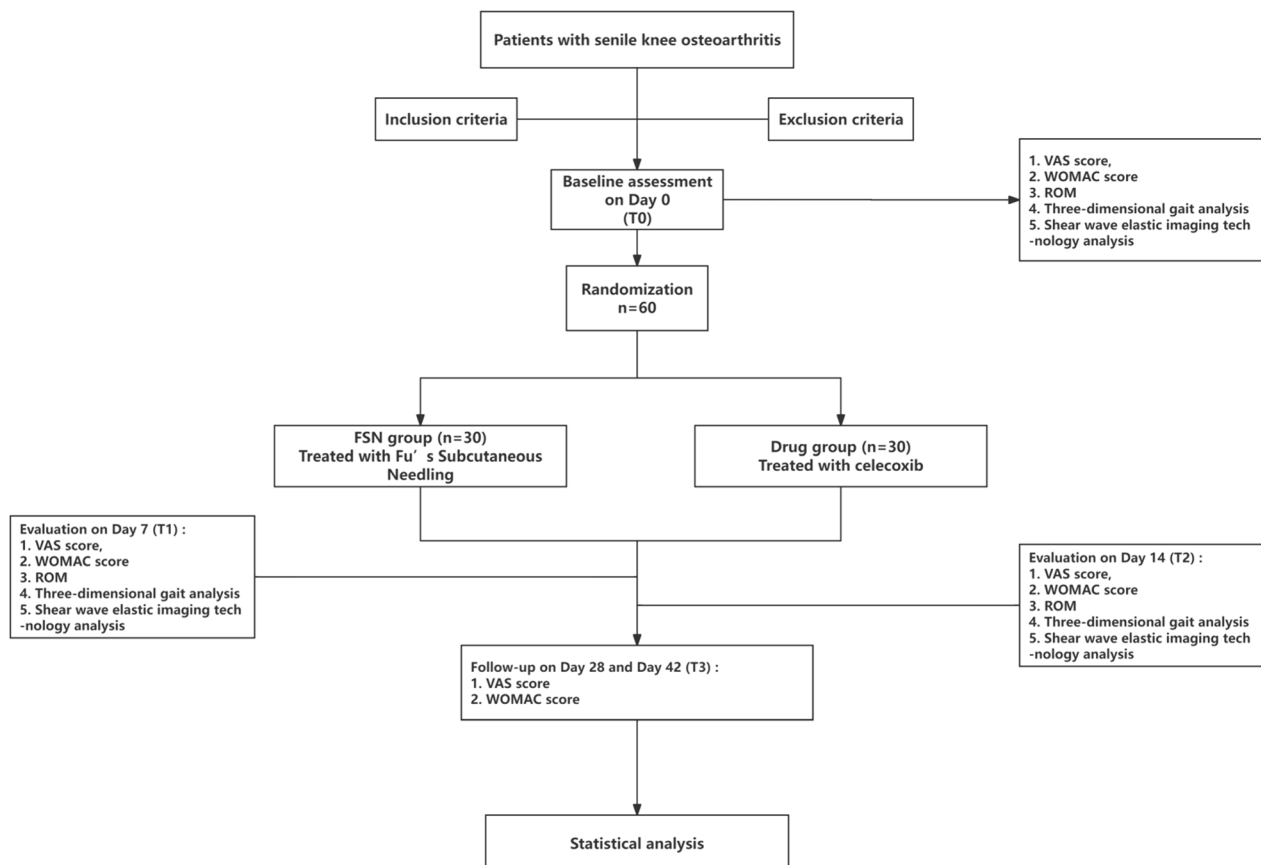 Patients with senile knee osteoarthritis
Inclusion criteria
Exclusion criteria
Baseline assessment
on Day 0
(T0)
1. VAS score,
2. WOMAC score
3. ROM
4. Three-dimensional gait analysis
5. Shear wave elastic imaging tech
-nology analysis
Randomization
n=60
FSN group (n=30)
Treated with Fu's Subcutaneous
Needling
Drug group (n=30)
Treated with celecoxib
Evaluation on Day 7 (T1) :
1. VAS score,
2. WOMAC score
3. ROM
4. Three-dimensional gait analysis
5. Shear wave elastic imaging tech
-nology analysis
Evaluation on Day 14 (T2) :
1. VAS score,
2. WOMAC score
3. ROM
4. Three-dimensional gait analysis
5. Shear wave elastic imaging tech
-nology analysis
Follow-up on Day 28 and Day 42 (T3) :
1. VAS score
2. WOMAC score
Statistical analysis